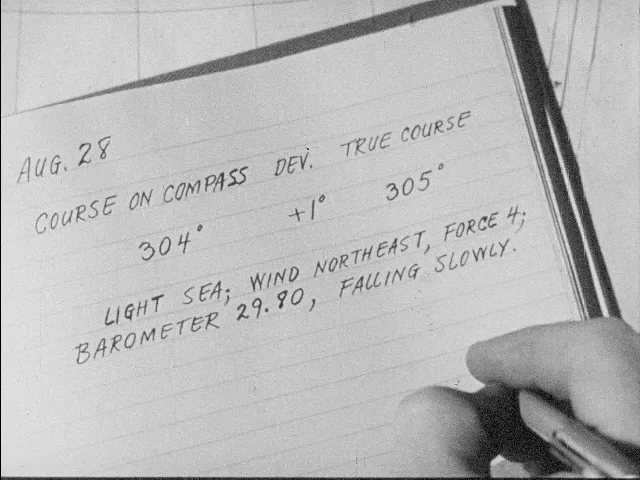 AUG. 28
COURSE ON COMPASS DEV. TRUE COURSE
304° +1° 305°
LIGHT SEA; WIND NORTHEAST, FORCE 4;
BAROMETER 29.80, FALLING SLOWLY.